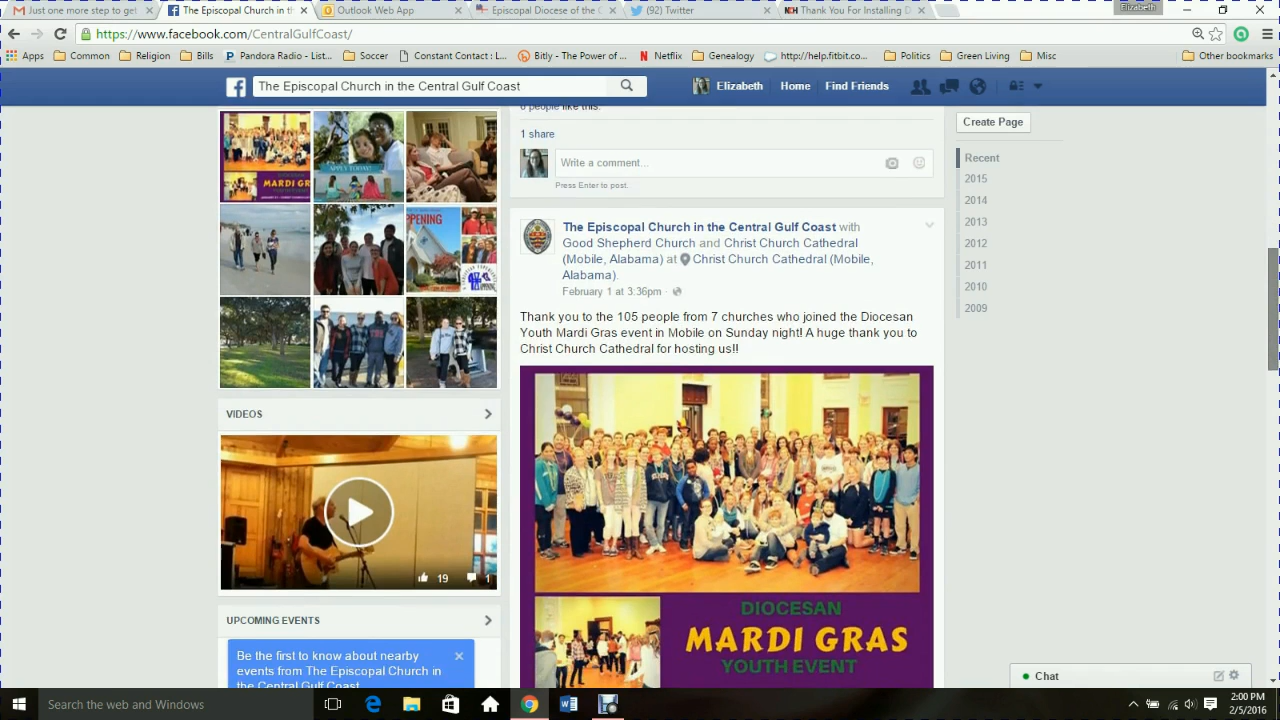 Just one more step to get
The Episcopal Church in th
Outlook Web App
Episcopal Diocese of the C
(92) Twitter
Thank You For Installing D
Elizabeth
https://www.facebook.com/CentralGulfCoast/
Apps
Common
Religion
Bills
Pandora Radio - List...
Soccer
Constant Contact : L...
Bitly - The Power of ...
Netflix
Genealogy
http://help.fitbit.co...
Politics
Green Living
Misc
Other bookmarks
The Episcopal Church in the Central Gulf Coast
Elizabeth
Home
Find Friends
people like this.
1 share
Write a comment...
Press Enter to post.
Create Page
Recent
2015
2014
2013
2012
2011
2010
2009
APPLY TODAY!
MARDI GRA
PPENING
The Episcopal Church in the Central Gulf Coast with
Good Shepherd Church and Christ Church Cathedral
(Mobile, Alabama) at Christ Church Cathedral (Mobile,
Alabama).
February 1 at 3:36pm ·
Thank you to the 105 people from 7 churches who joined the Diocesan
Youth Mardi Gras event in Mobile on Sunday night! A huge thank you to
Christ Church Cathedral for hosting us!!
DIOCESAN
MARDI GRAS
YOUTH EVENT
VIDEOS
19
1
UPCOMING EVENTS
Be the first to know about nearby
events from The Episcopal Church in
the Central Gulf Coast
Chat
Search the web and Windows
2:00 PM
2/5/2016